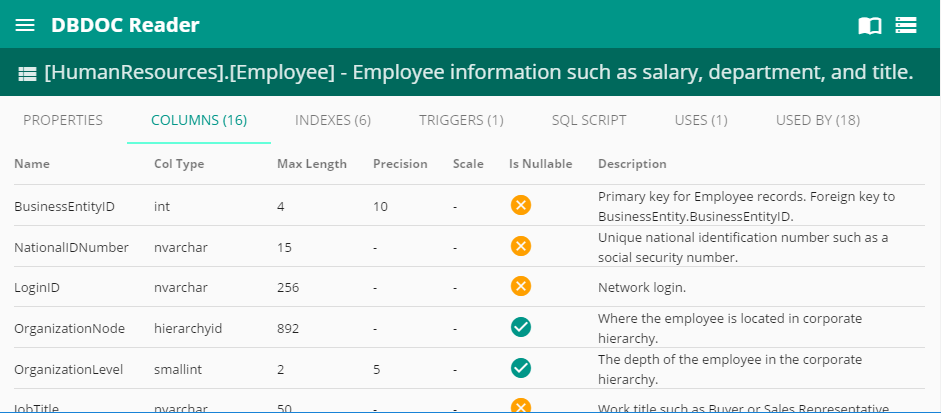 DBDOC Reader
[HumanResources].[Employee] - Employee information such as salary, department, and title.
PROPERTIES COLUMNS (16) INDEXES (6) TRIGGERS (1) SQL SCRIPT USES (1) USED BY (18)
Name Col Type Max Length Precision Scale Is Nullable Description
BusinessEntityID int 4 10 - Primary key for Employee records. Foreign key to
BusinessEntity.BusinessEntityID.
NationalIDNumber nvarchar 15 - - Unique national identification number such as a
social security number.
LoginID nvarchar 256 - - Network login.
OrganizationNode hierarchyid 892 - - Where the employee is located in corporate
hierarchy.
OrganizationLevel smallint 2 5 - The depth of the employee in the corporate
hierarchy.
JobTitle nvarchar 50 - - Work title such as Buyer or Sales Representative.